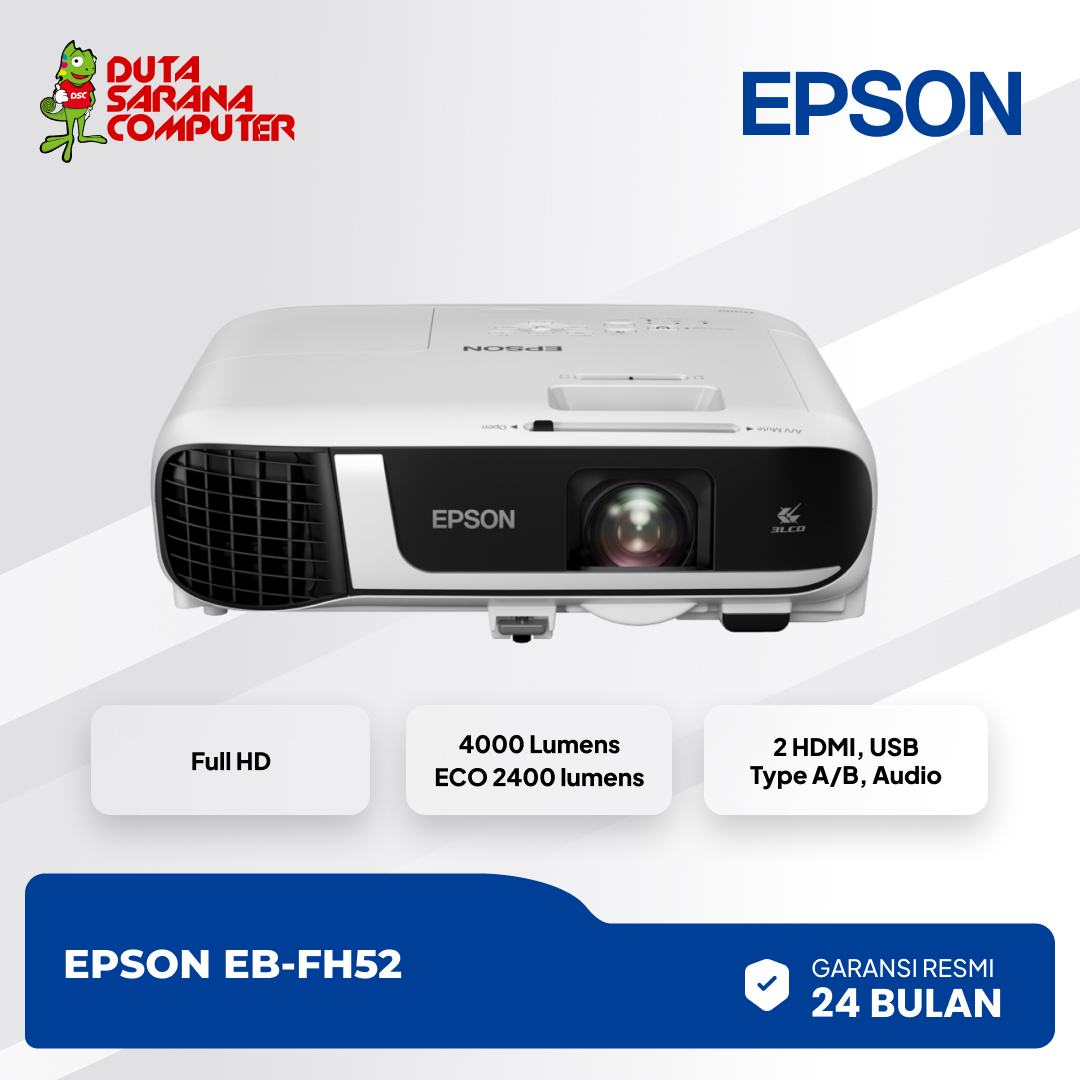 DUTA
SARANA
COMPUTER
DSC
EPSON
EPSON
Open
A/V Mute
EPSON
3LCD
Full HD
4000 Lumens
ECO 2400 lumens
2 HDMI, USB
Type A/B, Audio
EPSON EB-FH52
GARANSI RESMI
24 BULAN